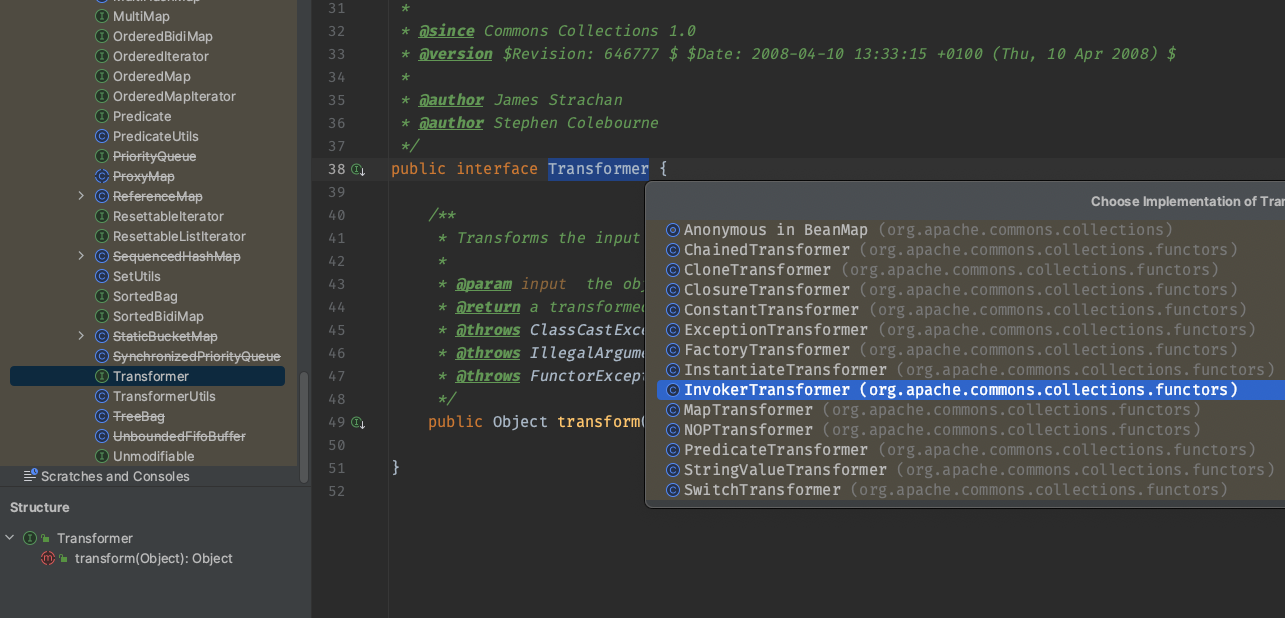 MultiHashMap
MultiMap
OrderedBidiMap
OrderedIterator
OrderedMap
OrderedMapIterator
Predicate
PredicateUtils
PriorityQueue
ProxyMap
ReferenceMap
ResettableIterator
ResettableListIterator
SequencedHashMap
SetUtils
SortedBag
SortedBidiMap
StaticBucketMap
SynchronizedPriorityQueue
Transformer
TransformerUtils
TreeBag
UnboundedFifoBuffer
Unmodifiable
Scratches and Consoles
Structure
Transformer
transform(Object): Object
31 *
32 * @since Commons Collections 1.0
33 * @version $Revision: 646777 $ $Date: 2008-04-10 13:33:15 +0100 (Thu, 10 Apr 2008) $
34 *
35 * @author James Strachan
36 * @author Stephen Colebourne
37 */
38 public interface Transformer {
39
40 /**
41 * Transforms the input
42 *
43 * @param input the obj
44 * @return a transformed
45 * @throws ClassCastExce
46 * @throws IllegalArgume
47 * @throws FunctorExcept
48 */
49 public Object transform(
50
51 }
52
Choose Implementation of Tran
Anonymous in BeanMap (org.apache.commons.collections)
ChainedTransformer (org.apache.commons.collections.functors)
CloneTransformer (org.apache.commons.collections.functors)
ClosureTransformer (org.apache.commons.collections.functors)
ConstantTransformer (org.apache.commons.collections.functors)
ExceptionTransformer (org.apache.commons.collections.functors)
FactoryTransformer (org.apache.commons.collections.functors)
InstantiateTransformer (org.apache.commons.collections.functors)
InvokerTransformer (org.apache.commons.collections.functors)
MapTransformer (org.apache.commons.collections.functors)
NOPTransformer (org.apache.commons.collections.functors)
PredicateTransformer (org.apache.commons.collections.functors)
StringValueTransformer (org.apache.commons.collections.functors)
SwitchTransformer (org.apache.commons.collections.functors)